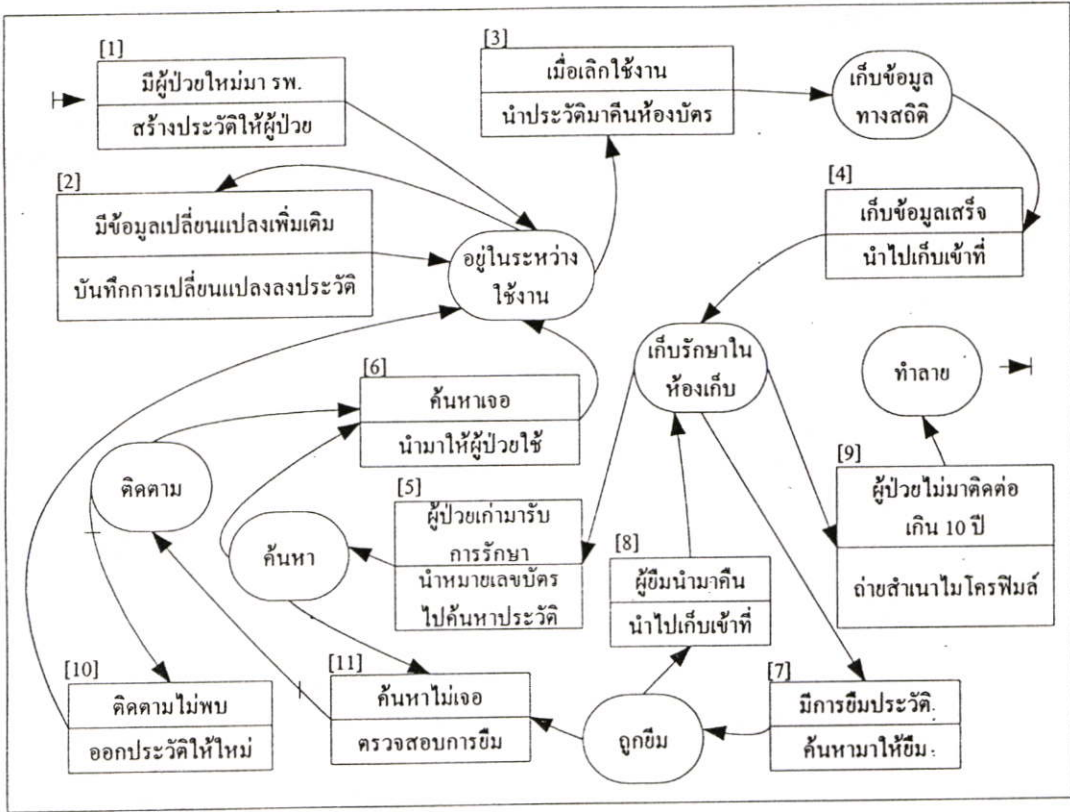 [1]
มีผู้ป่วยใหม่มา รพ.
สร้างประวัติให้ผู้ป่วย
[2]
มีข้อมูลเปลี่ยนแปลงเพิ่มเติม
บันทึกการเปลี่ยนแปลงลงประวัติ
[3]
เมื่อเลิกใช้งาน
นำประวัติมาคืนห้องบัตร
เก็บข้อมูล
ทางสถิติ
[4]
เก็บข้อมูลเสร็จ
นำไปเก็บเข้าที่
อยู่ในระหว่าง
ใช้งาน
เก็บรักษาใน
ห้องเก็บ
ทำลาย
[6]
ค้นหาเจอ
นำมาให้ผู้ป่วยใช้
ติดตาม
ค้นหา
[5]
ผู้ป่วยเก่ามารับ
การรักษา
นำหมายเลขบัตร
ไปค้นหาประวัติ
[8]
ผู้ยืมนำมาคืน
นำไปเก็บเข้าที่
[9]
ผู้ป่วยไม่มาติดต่อ
เกิน 10 ปี
ถ่ายสำเนาไมโครฟิมล์
[10]
ติดตามไม่พบ
ออกประวัติให้ใหม่
[11]
ค้นหาไม่เจอ
ตรวจสอบการยืม
ถูกยืม
[7]
มีการยืมประวัติ
ค้นหามาให้ยืม